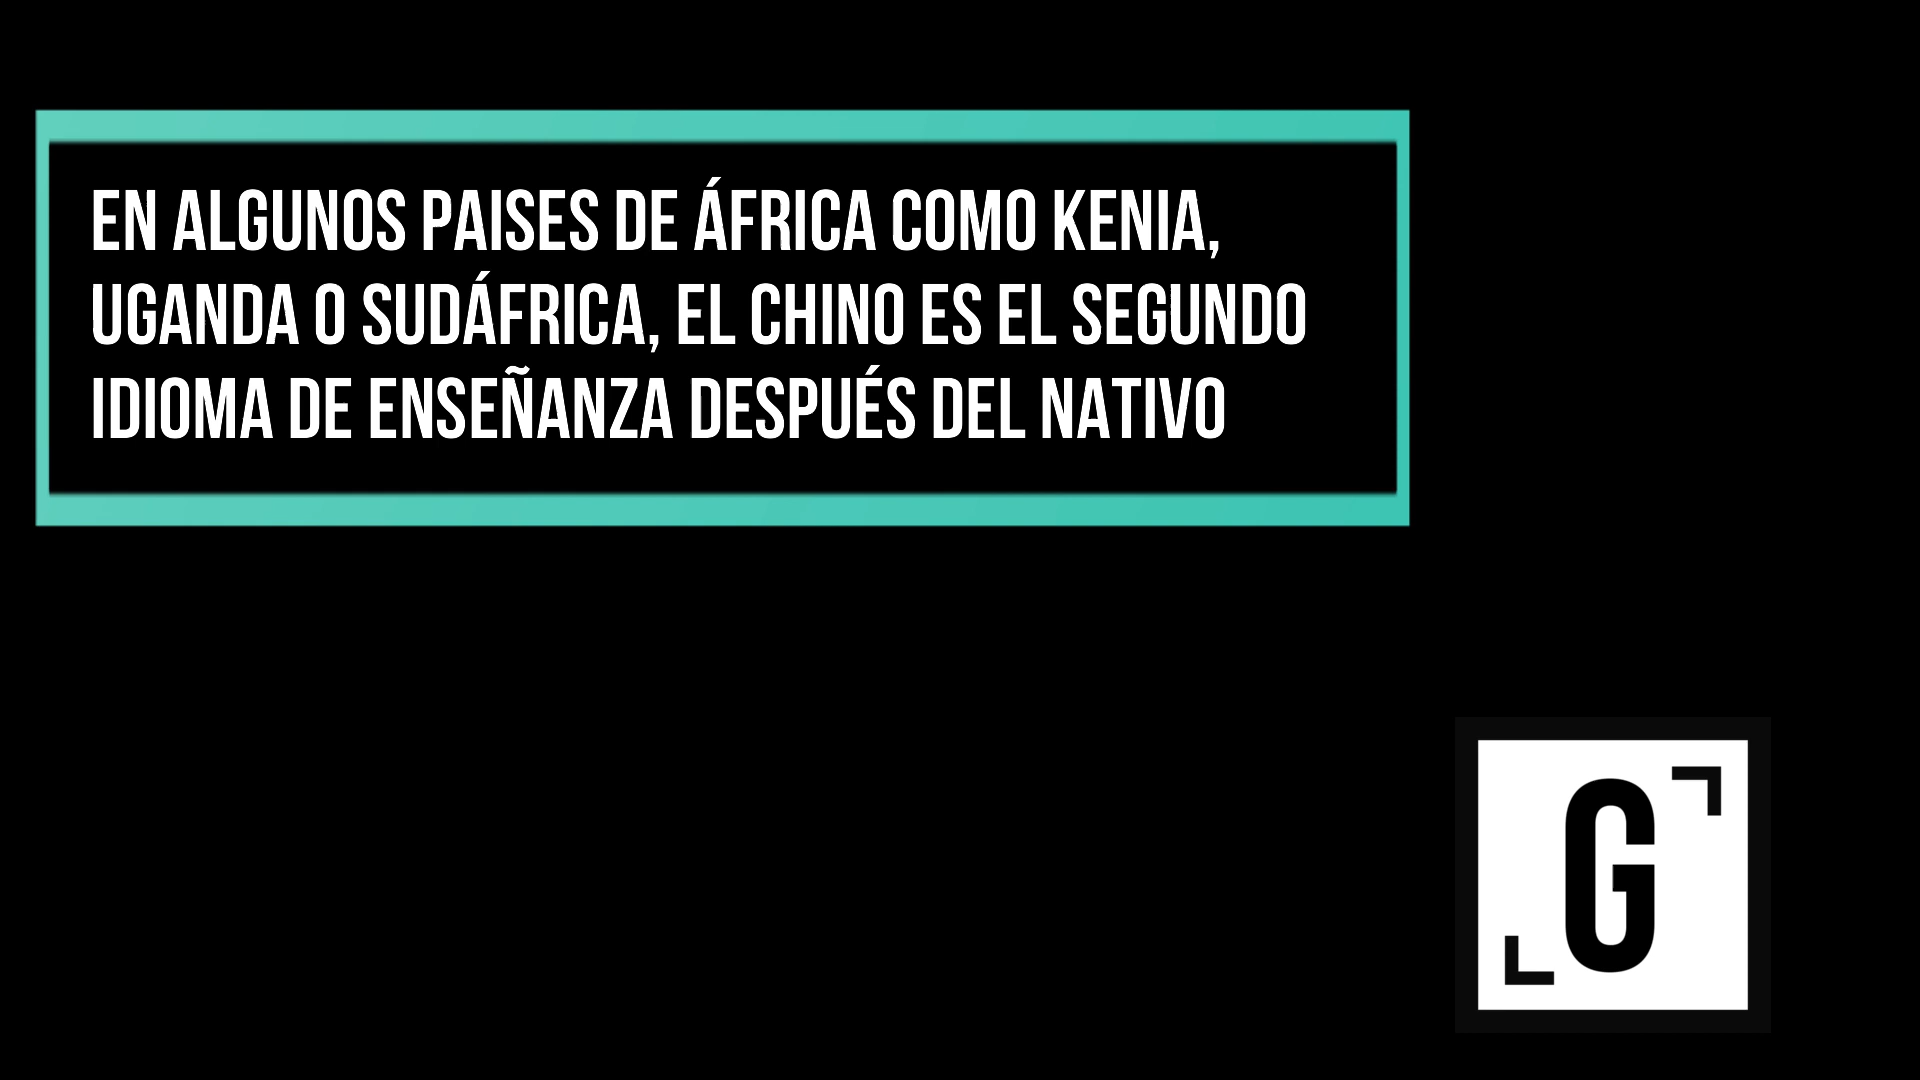 EN ALGUNOS PAISES DE ÁFRICA COMO KENIA,
UGANDA O SUDÁFRICA, EL CHINO ES EL SEGUNDO
IDIOMA DE ENSEÑANZA DESPUÉS DEL NATIVO
G